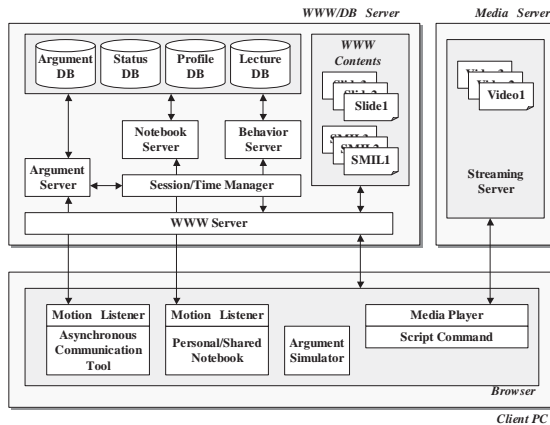 WWW/DB Server
Media Server
Argument
DB
Status
DB
Profile
DB
Lecture
DB
WWW
Contents
Slide1
SMIL1
Video1
Streaming
Server
Notebook
Server
Behavior
Server
Argument
Server
Session/Time Manager
WWW Server
Motion Listener
Asynchronous
Communication
Tool
Motion Listener
Personal/Shared
Notebook
Argument
Simulator
Media Player
Script Command
Browser
Client PC